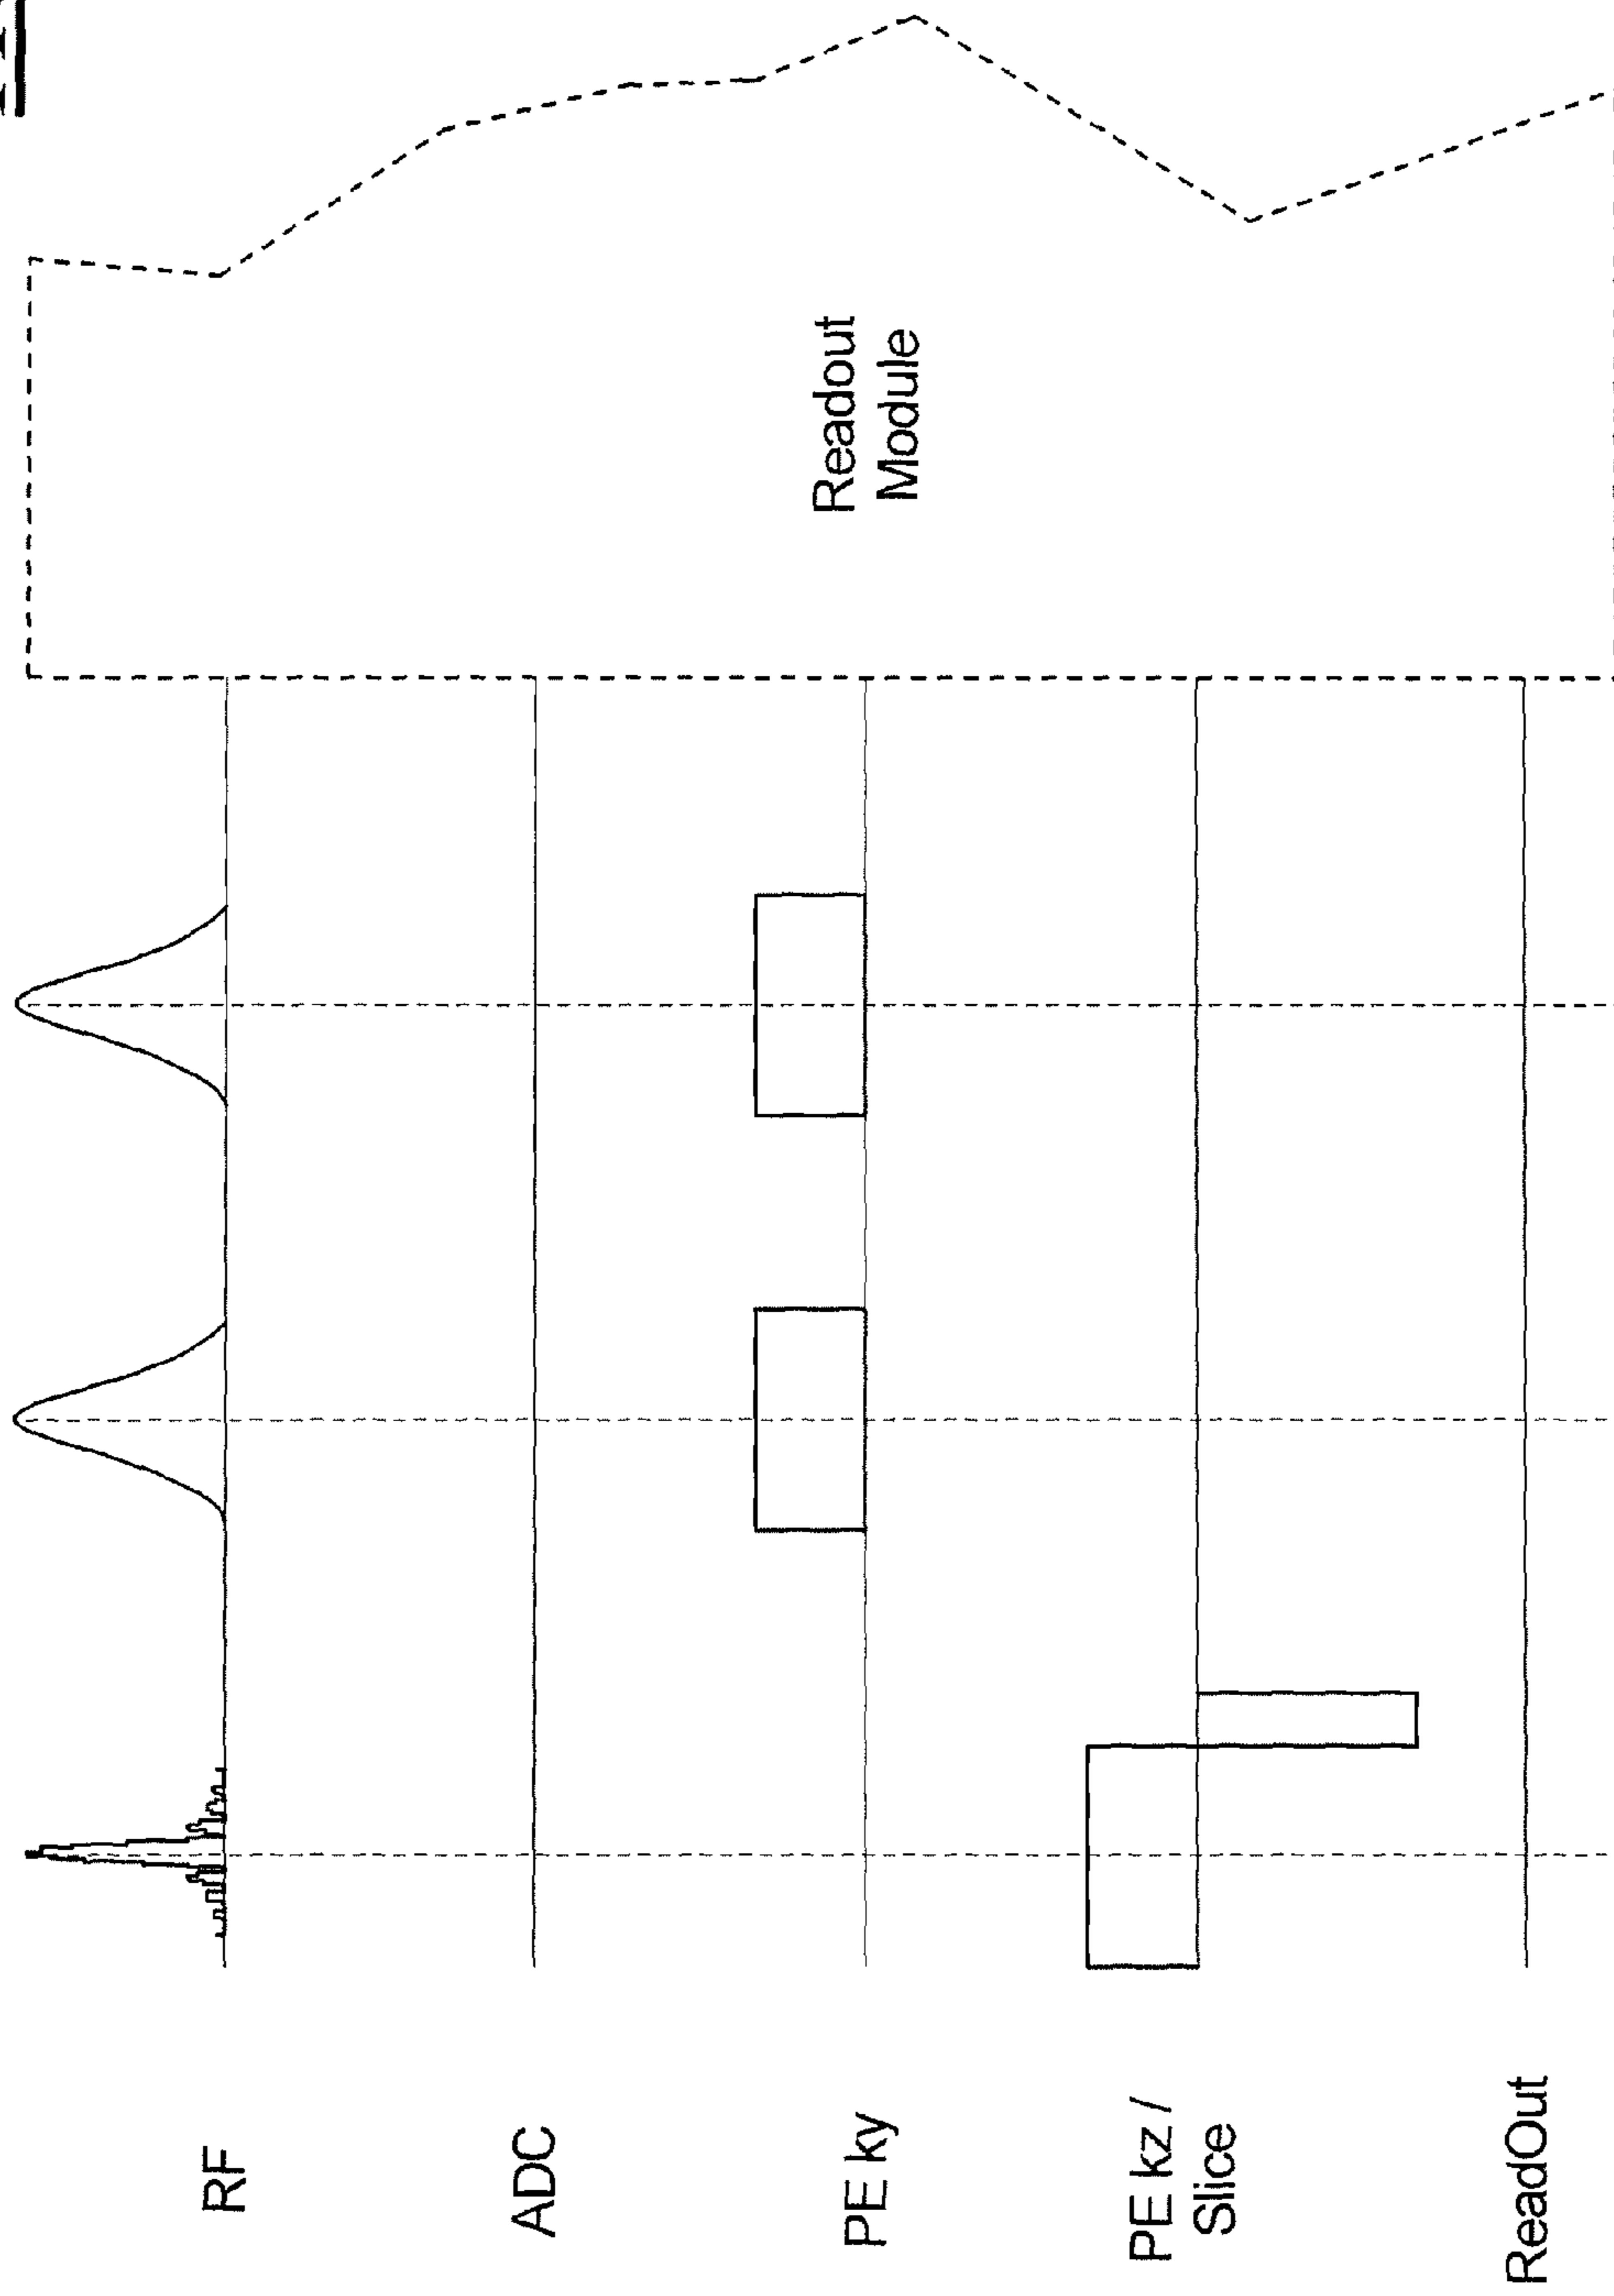 RF
ADC
PE ky
PE kz /
Slice
ReadOut
Readout
Module